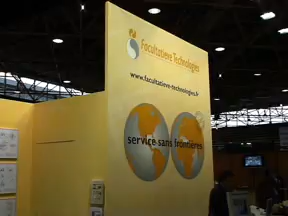 Facultatieve Technologies
www.facultatieve-technologies.fr
service sans frontières